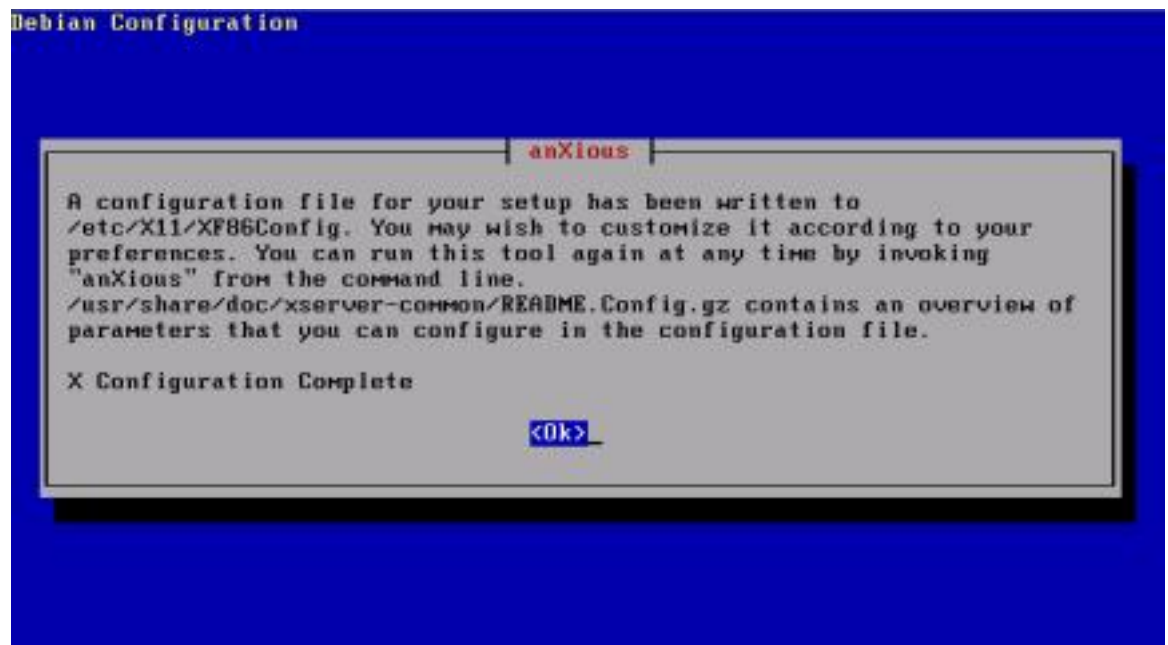 Debian Configuration
anXious
A configuration file for your setup has been written to
/etc/X11/XF86Config. You may wish to customize it according to your
preferences. You can run this tool again at any time by invoking
"anXious" from the command line.
/usr/share/doc/xserver-common/README.Config.gz contains an overview of
parameters that you can configure in the configuration file.
X Configuration Complete
<Ok>